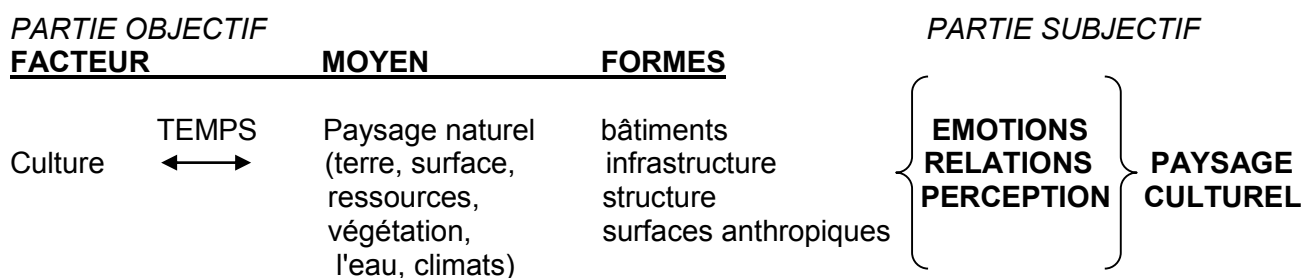 PARTIE OBJECTIF PARTIE SUBJECTIF
FACTEUR MOYEN FORMES
TEMPS Paysage naturel bâtiments EMOTIONS
Culture (terre, surface, infrastructure RELATIONS PAYSAGE
ressources, structure PERCEPTION CULTUREL
végétation, surfaces anthropiques
l'eau, climats)